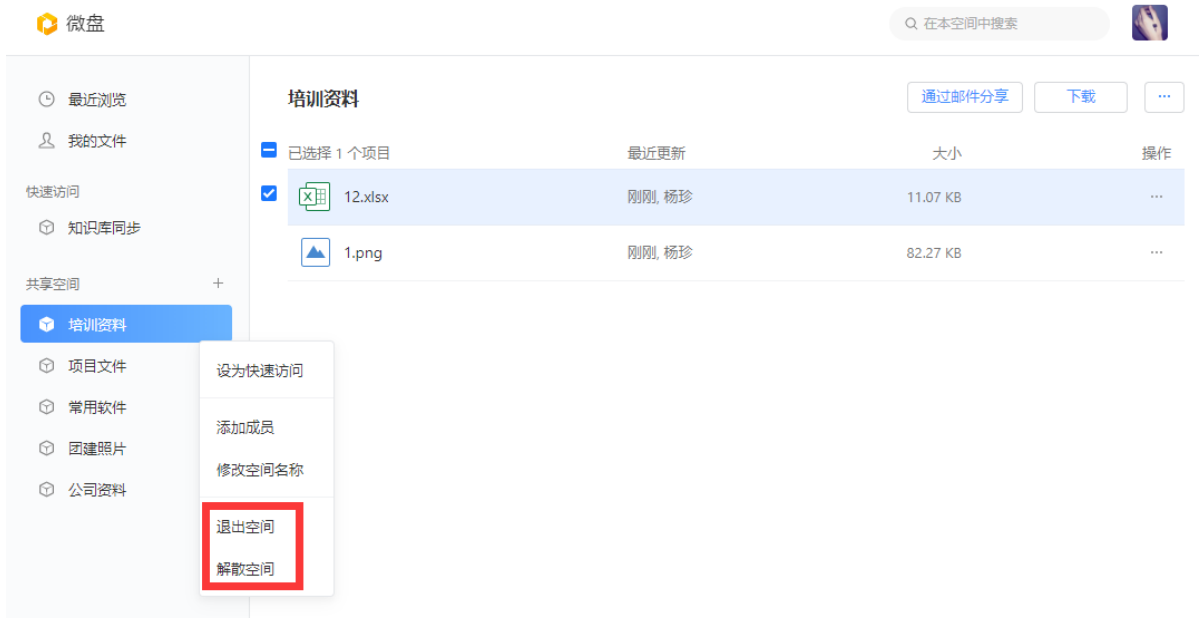 微盘
在本空间中搜索
最近浏览
我的文件
快速访问
知识库同步
共享空间 +
培训资料
项目文件
常用软件
团建照片
公司资料
设为快速访问
添加成员
修改空间名称
退出空间
解散空间
培训资料
通过邮件分享 下载 ···
已选择 1 个项目 最近更新 大小 操作
12.xlsx 刚刚, 杨珍 11.07 KB ···
1.png 刚刚, 杨珍 82.27 KB ···